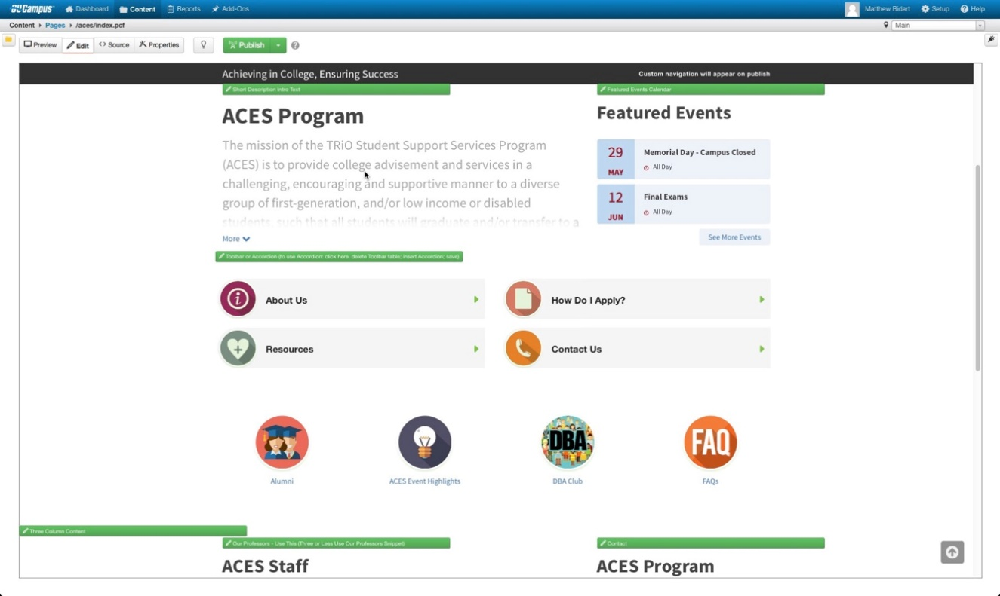 OU Campus Dashboard Content Reports Add-Ons Matthew Bidart Setup Help
Content Pages /aces/index.pcf Main
Preview Edit Source Properties Publish
Achieving in College, Ensuring Success Custom navigation will appear on publish
Short Description Intro Text
ACES Program
The mission of the TRiO Student Support Services Program
(ACES) is to provide college advisement and services in a
challenging, encouraging and supportive manner to a diverse
group of first-generation, and/or low income or disabled
students, such that all students will graduate and/or transfer to a
More
Featured Events Calendar
Featured Events
29 MAY
Memorial Day - Campus Closed
All Day
12 JUN
Final Exams
All Day
See More Events
Toolbar or Accordion (to use Accordion: click here, delete Toolbar table; insert Accordion; save)
About Us
How Do I Apply?
Resources
Contact Us
DBA
FAQ
Alumni
ACES Event Highlights
DBA Club
FAQs
Three Column Content
Our Professors - Use This (Three or Less Use Our Professors Snippet)
ACES Staff
Contact
ACES Program